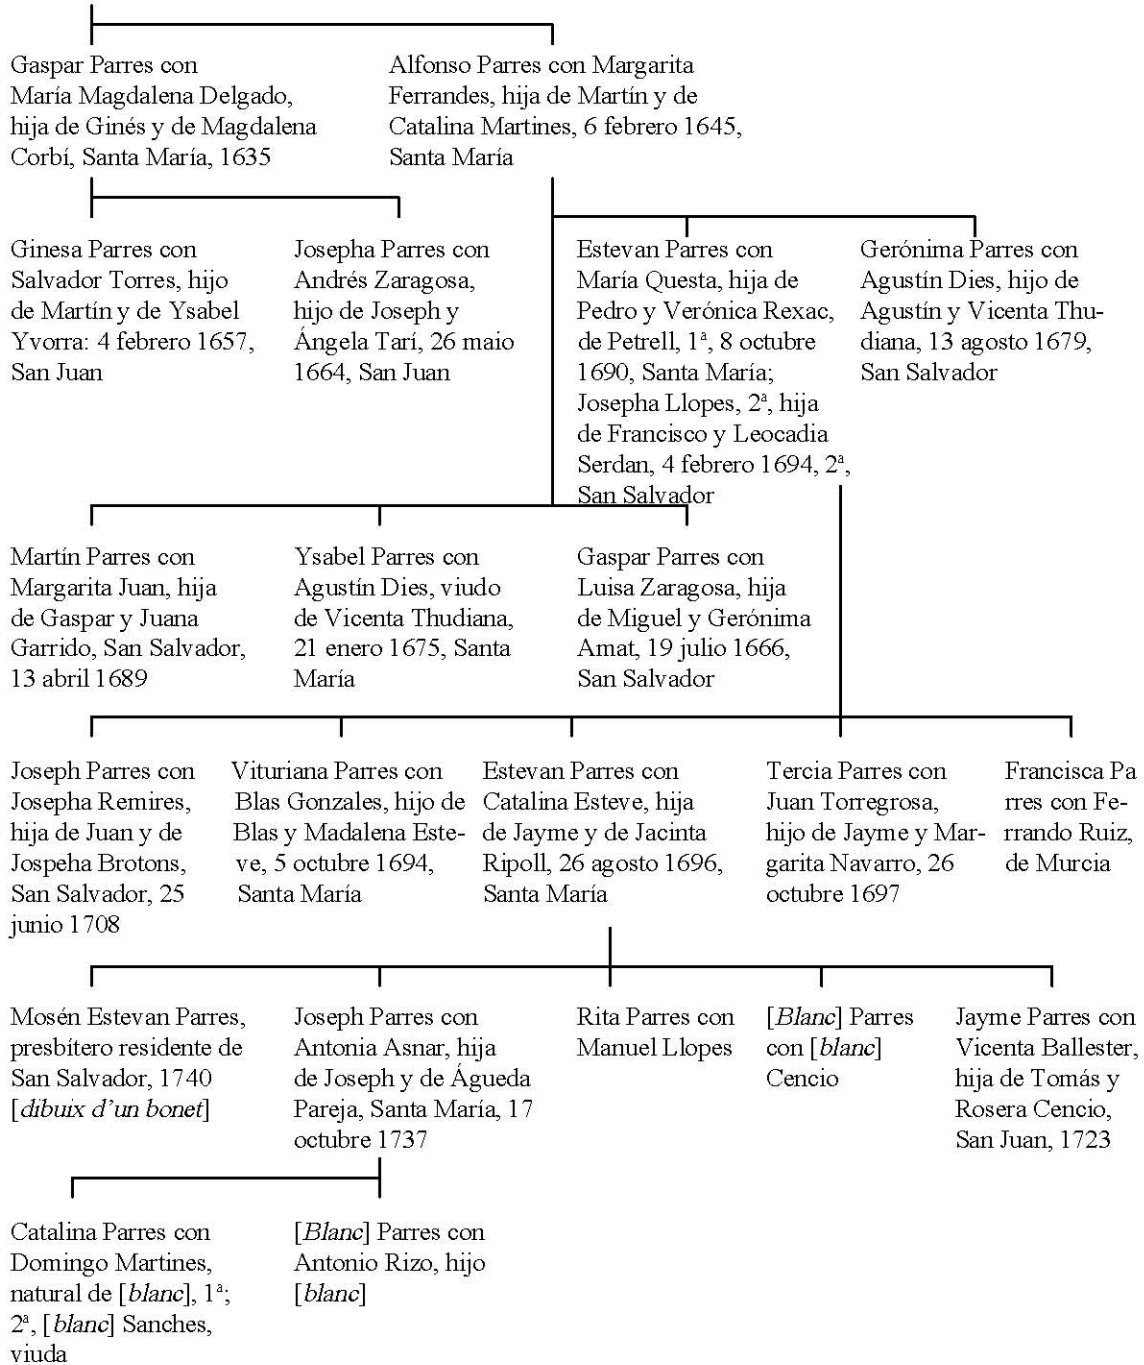 Gaspar Parres con
María Magdalena Delgado,
hija de Ginés y de Magdalena
Corbí, Santa María, 1635
Alfonso Parres con Margarita
Ferrandes, hija de Martín y de
Catalina Martines, 6 febrero 1645,
Santa María
Ginesa Parres con
Salvador Torres, hijo
de Martín y de Ysabel
Yvorra: 4 febrero 1657,
San Juan
Josepha Parres con
Andrés Zaragosa,
hijo de Joseph y
Ángela Tarí, 26 maio
1664, San Juan
Estevan Parres con
María Questa, hija de
Pedro y Verónica Rexac,
de Petrell, 1ª, 8 octubre
1690, Santa María;
Josepha Llopes, 2ª, hija
de Francisco y Leocadia
Serdan, 4 febrero 1694, 2ª,
San Salvador
Gerónima Parres con
Agustín Dies, hijo de
Agustín y Vicenta Thu-
diana, 13 agosto 1679,
San Salvador
Martín Parres con
Margarita Juan, hija
de Gaspar y Juana
Garrido, San Salvador,
13 abril 1689
Ysabel Parres con
Agustín Dies, viudo
de Vicenta Thudiana,
21 enero 1675, Santa
María
Gaspar Parres con
Luisa Zaragosa, hija
de Miguel y Gerónima
Amat, 19 julio 1666,
San Salvador
Joseph Parres con
Josepha Remires,
hija de Juan y de
Jospeha Brotons,
San Salvador, 25
junio 1708
Vituriana Parres con
Blas Gonzales, hijo de
Blas y Madalena Este-
ve, 5 octubre 1694,
Santa María
Estevan Parres con
Catalina Esteve, hija
de Jayme y de Jacinta
Ripoll, 26 agosto 1696,
Santa María
Tercia Parres con
Juan Torregrosa,
hijo de Jayme y Mar-
garita Navarro, 26
octubre 1697
Francisca Pa
rres con Fe-
rrando Ruiz,
de Murcia
Mosén Estevan Parres,
presbítero residente de
San Salvador, 1740
[dibuix d’un bonet]
Joseph Parres con
Antonia Asnar, hija
de Joseph y de Águeda
Pareja, Santa María, 17
octubre 1737
Rita Parres con
Manuel Llopes
[Blanc] Parres
con [blanc]
Cencio
Jayme Parres con
Vicenta Ballester,
hija de Tomás y
Rosera Cencio,
San Juan, 1723
Catalina Parres con
Domingo Martines,
natural de [blanc], 1ª;
2ª, [blanc] Sanches,
viuda
[Blanc] Parres con
Antonio Rizo, hijo
[blanc]